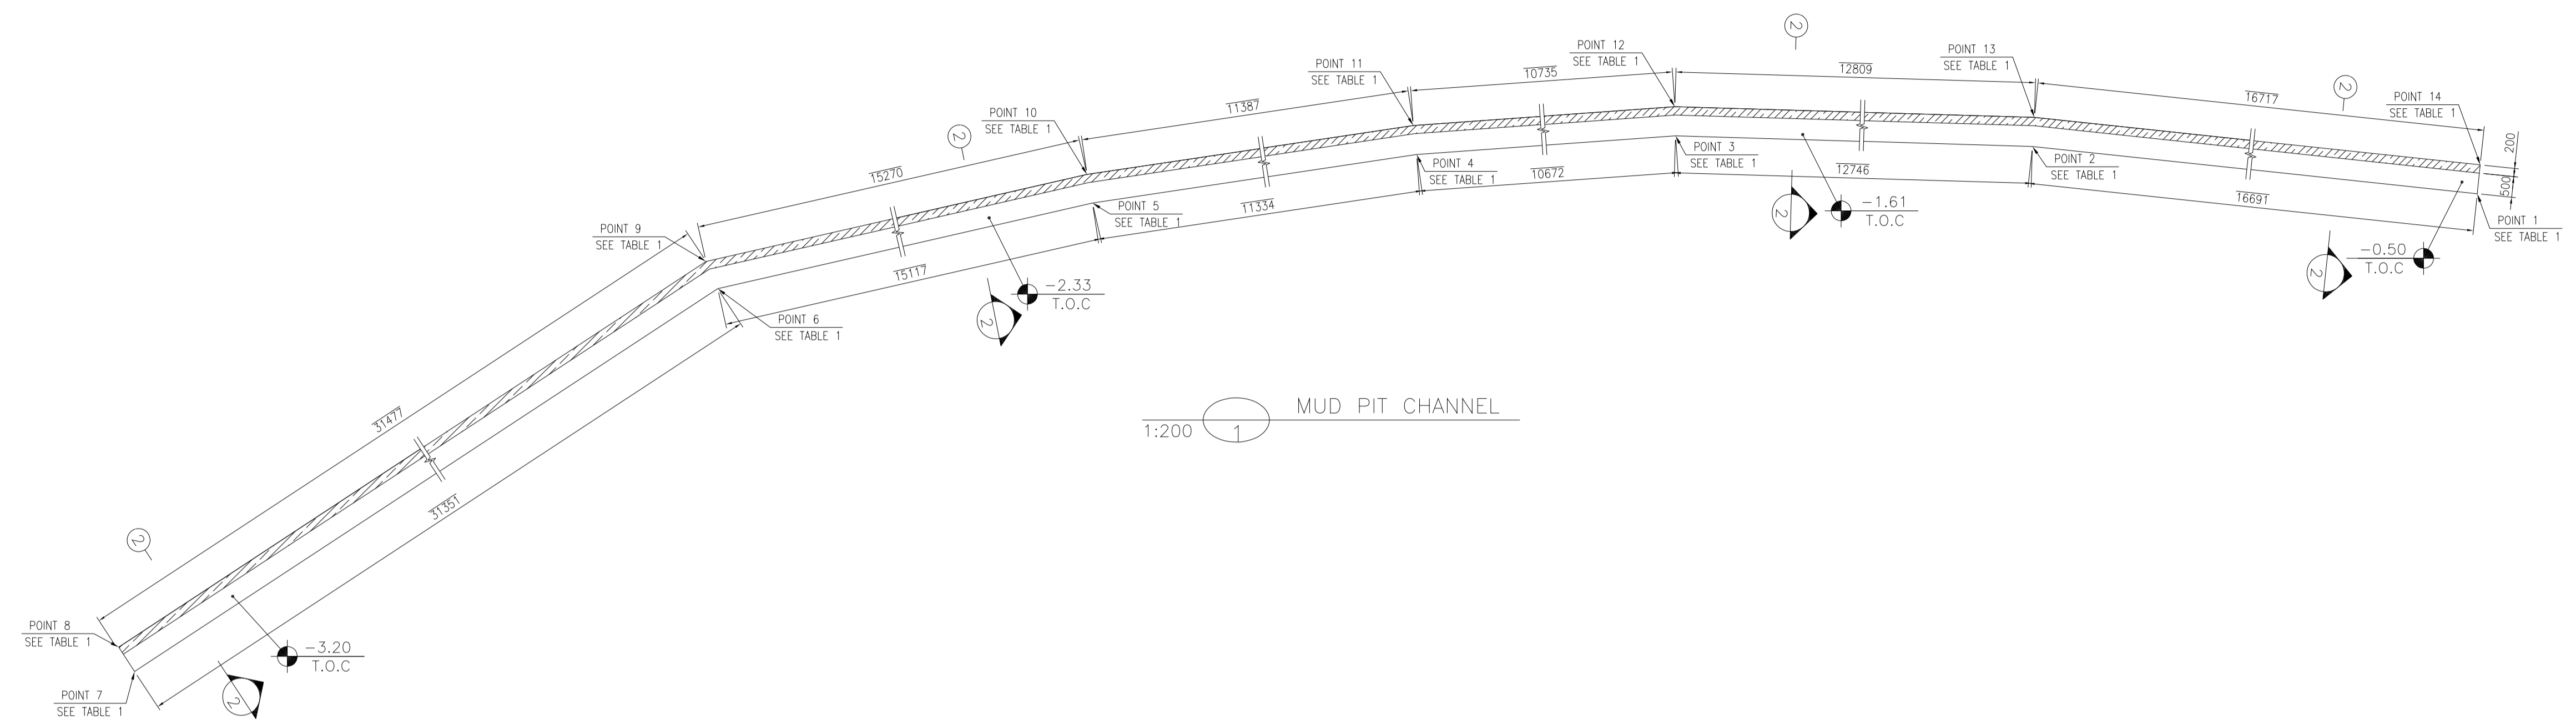 2
POINT 12
SEE TABLE 1
POINT 13
SEE TABLE 1
POINT 11
SEE TABLE 1
10735
12809
2
16717
POINT 14
SEE TABLE 1
POINT 10
SEE TABLE 1
11387
2
200
15270
POINT 3
SEE TABLE 1
POINT 2
SEE TABLE 1
POINT 4
SEE TABLE 1
10672
12746
500
16691
POINT 5
SEE TABLE 1
11334
2
-1.61
T.O.C
POINT 1
SEE TABLE 1
POINT 9
SEE TABLE 1
15117
-2.33
T.O.C
2
-0.50
T.O.C
2
POINT 6
SEE TABLE 1
31477
MUD PIT CHANNEL
1:200
1
31351
2
POINT 8
SEE TABLE 1
-3.20
T.O.C
POINT 7
SEE TABLE 1
2